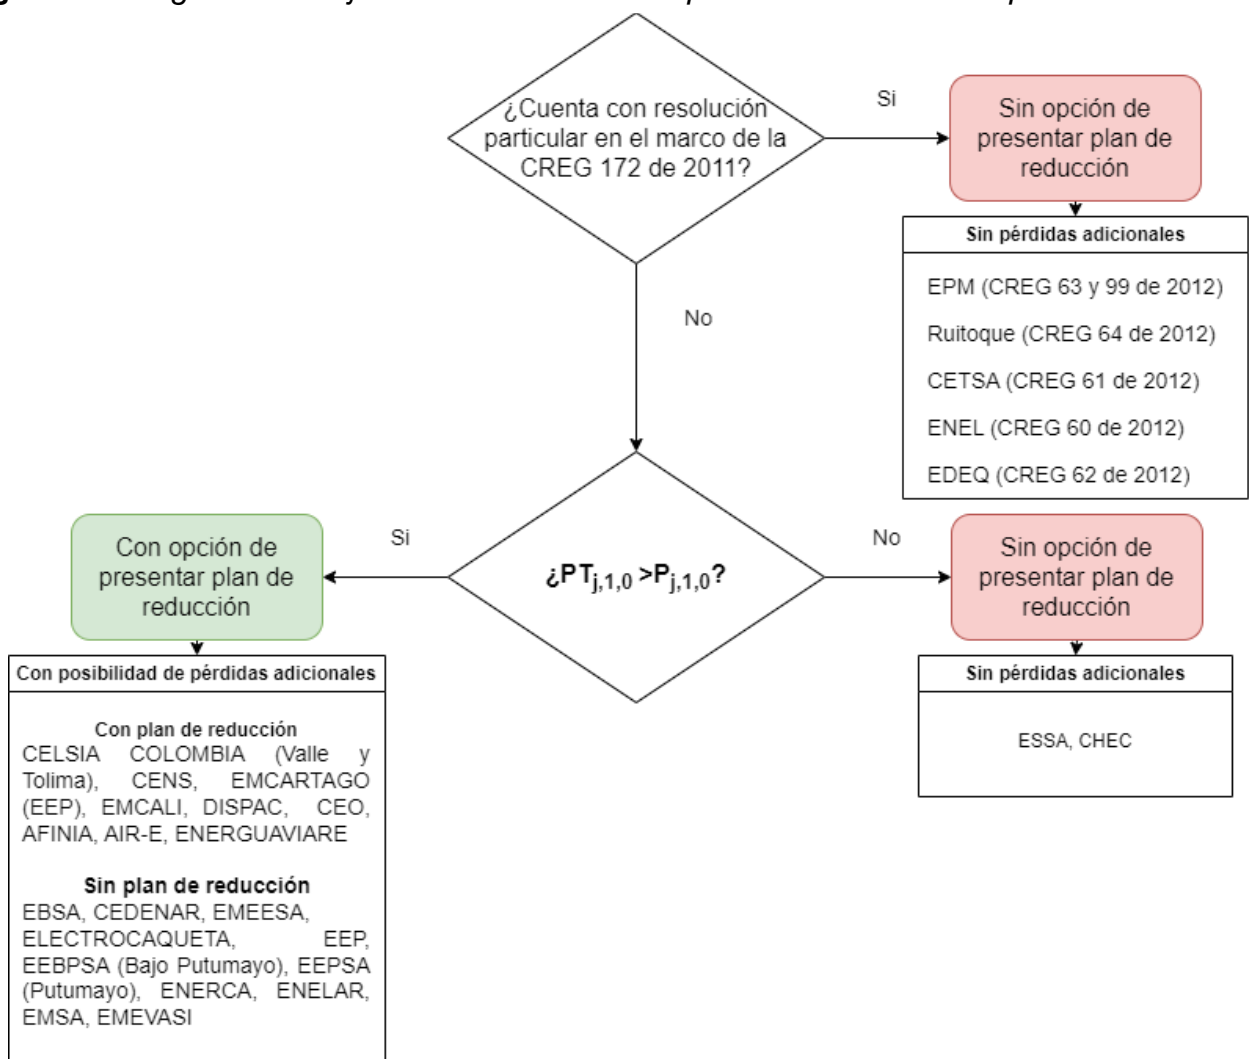 ¿Cuenta con resolución
particular en el marco de la
CREG 172 de 2011?
Si
Sin opción de
presentar plan de
reducción
Sin pérdidas adicionales
EPM (CREG 63 y 99 de 2012)
Ruitoque (CREG 64 de 2012)
CETSA (CREG 61 de 2012)
ENEL (CREG 60 de 2012)
EDEQ (CREG 62 de 2012)
No
¿PTj,1,0 >Pj,1,0?
Si
Con opción de
presentar plan de
reducción
Con posibilidad de pérdidas adicionales
Con plan de reducción
CELSIA COLOMBIA (Valle y
Tolima), CENS, EMCARTAGO
(EEP), EMCALI, DISPAC, CEO,
AFINIA, AIR-E, ENERGUAVIARE
Sin plan de reducción
EBSA, CEDENAR, EMEESA,
ELECTROCAQUETA, EEP,
EEBPSA (Bajo Putumayo), EEPSA
(Putumayo), ENERCA, ENELAR,
EMSA, EMEVASI
No
Sin opción de
presentar plan de
reducción
Sin pérdidas adicionales
ESSA, CHEC